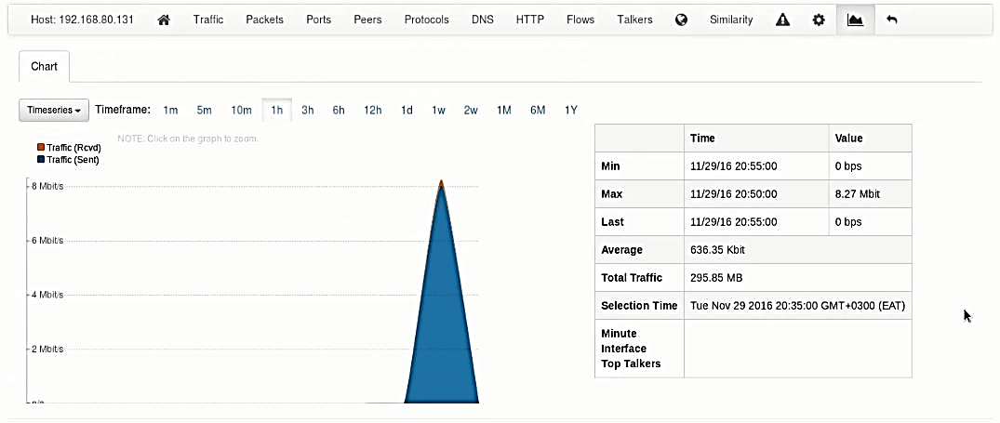 Host: 192.168.80.131 Traffic Packets Ports Peers Protocols DNS HTTP Flows Talkers Similarity
Chart
Timeseries Timeframe: 1m 5m 10m 1h 3h 6h 12h 1d 1w 2w 1M 6M 1Y
NOTE: Click on the graph to zoom.
Traffic (Rcvd)
Traffic (Sent)
8 Mbit/s
6 Mbit/s
4 Mbit/s
2 Mbit/s
Time Value
Min 11/29/16 20:55:00 0 bps
Max 11/29/16 20:50:00 8.27 Mbit
Last 11/29/16 20:55:00 0 bps
Average 636.35 Kbit
Total Traffic 295.85 MB
Selection Time Tue Nov 29 2016 20:35:00 GMT+0300 (EAT)
Minute
Interface
Top Talkers